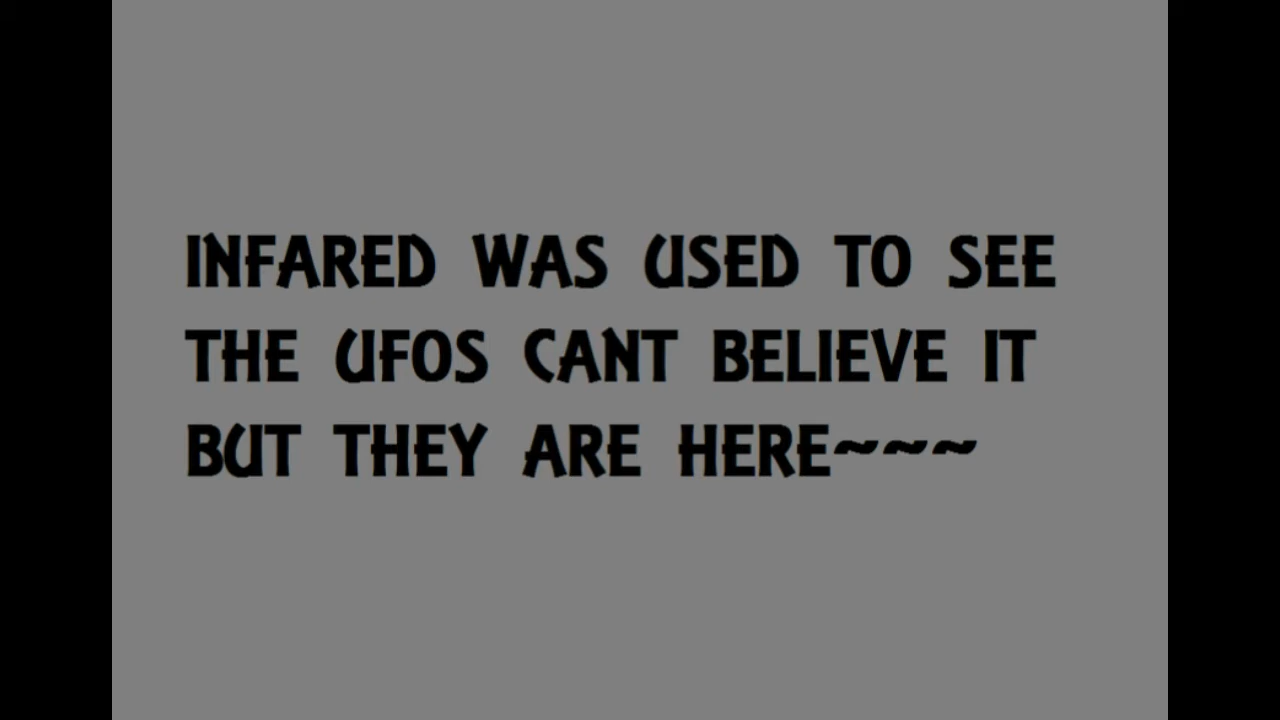 INFARED WAS USED TO SEE
THE UFOS CANT BELIEVE IT
BUT THEY ARE HERE~~~